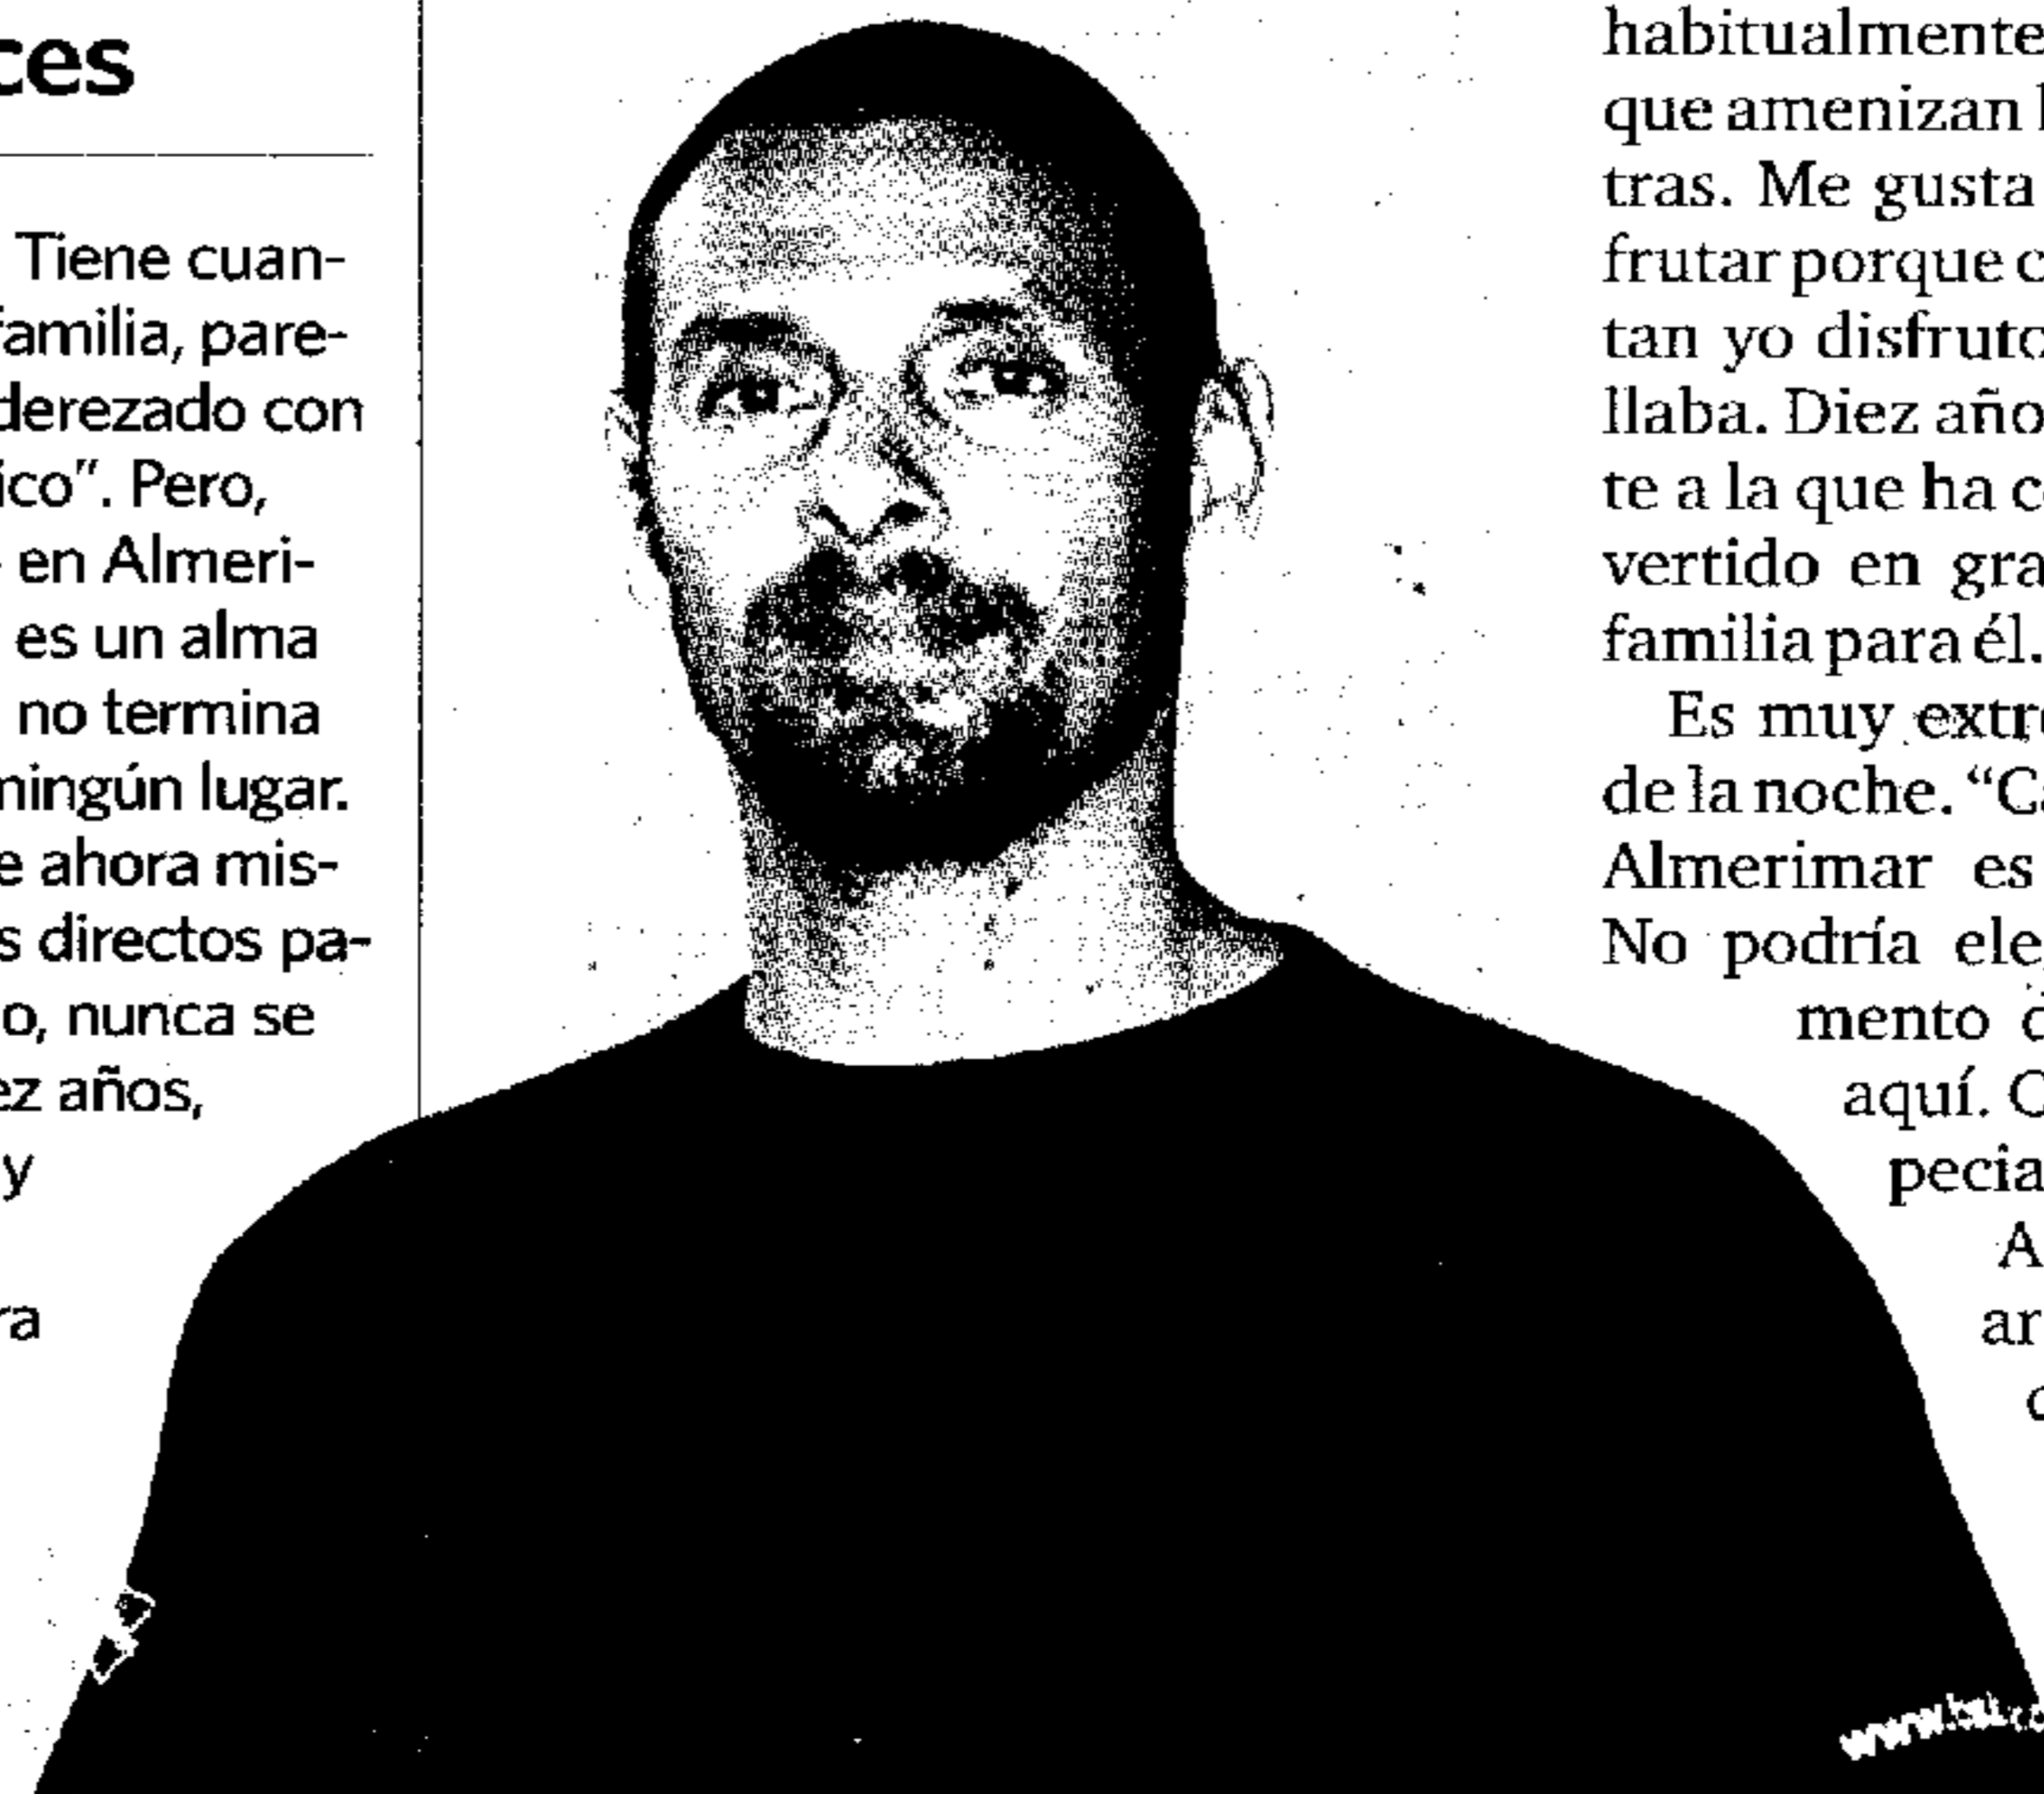 ces
Tiene cuan-
familia, pare-
derezado con
ico". Pero,
- en Almeri-
es un alma
no termina
ningún lugar.
e ahora mis-
s directos pa-
o, nunca se
ez años,
y
ra
habitualmente
que amenizan l
tras. Me gusta
frutar porque c
tan yo disfruto
llaba. Diez año
te a la que ha c
vertido en gra
familia para él.
Es muy extr
de la noche. “Ca
Almerimar es
No podría ele
mento d
aquí. C
pecia
A
ar